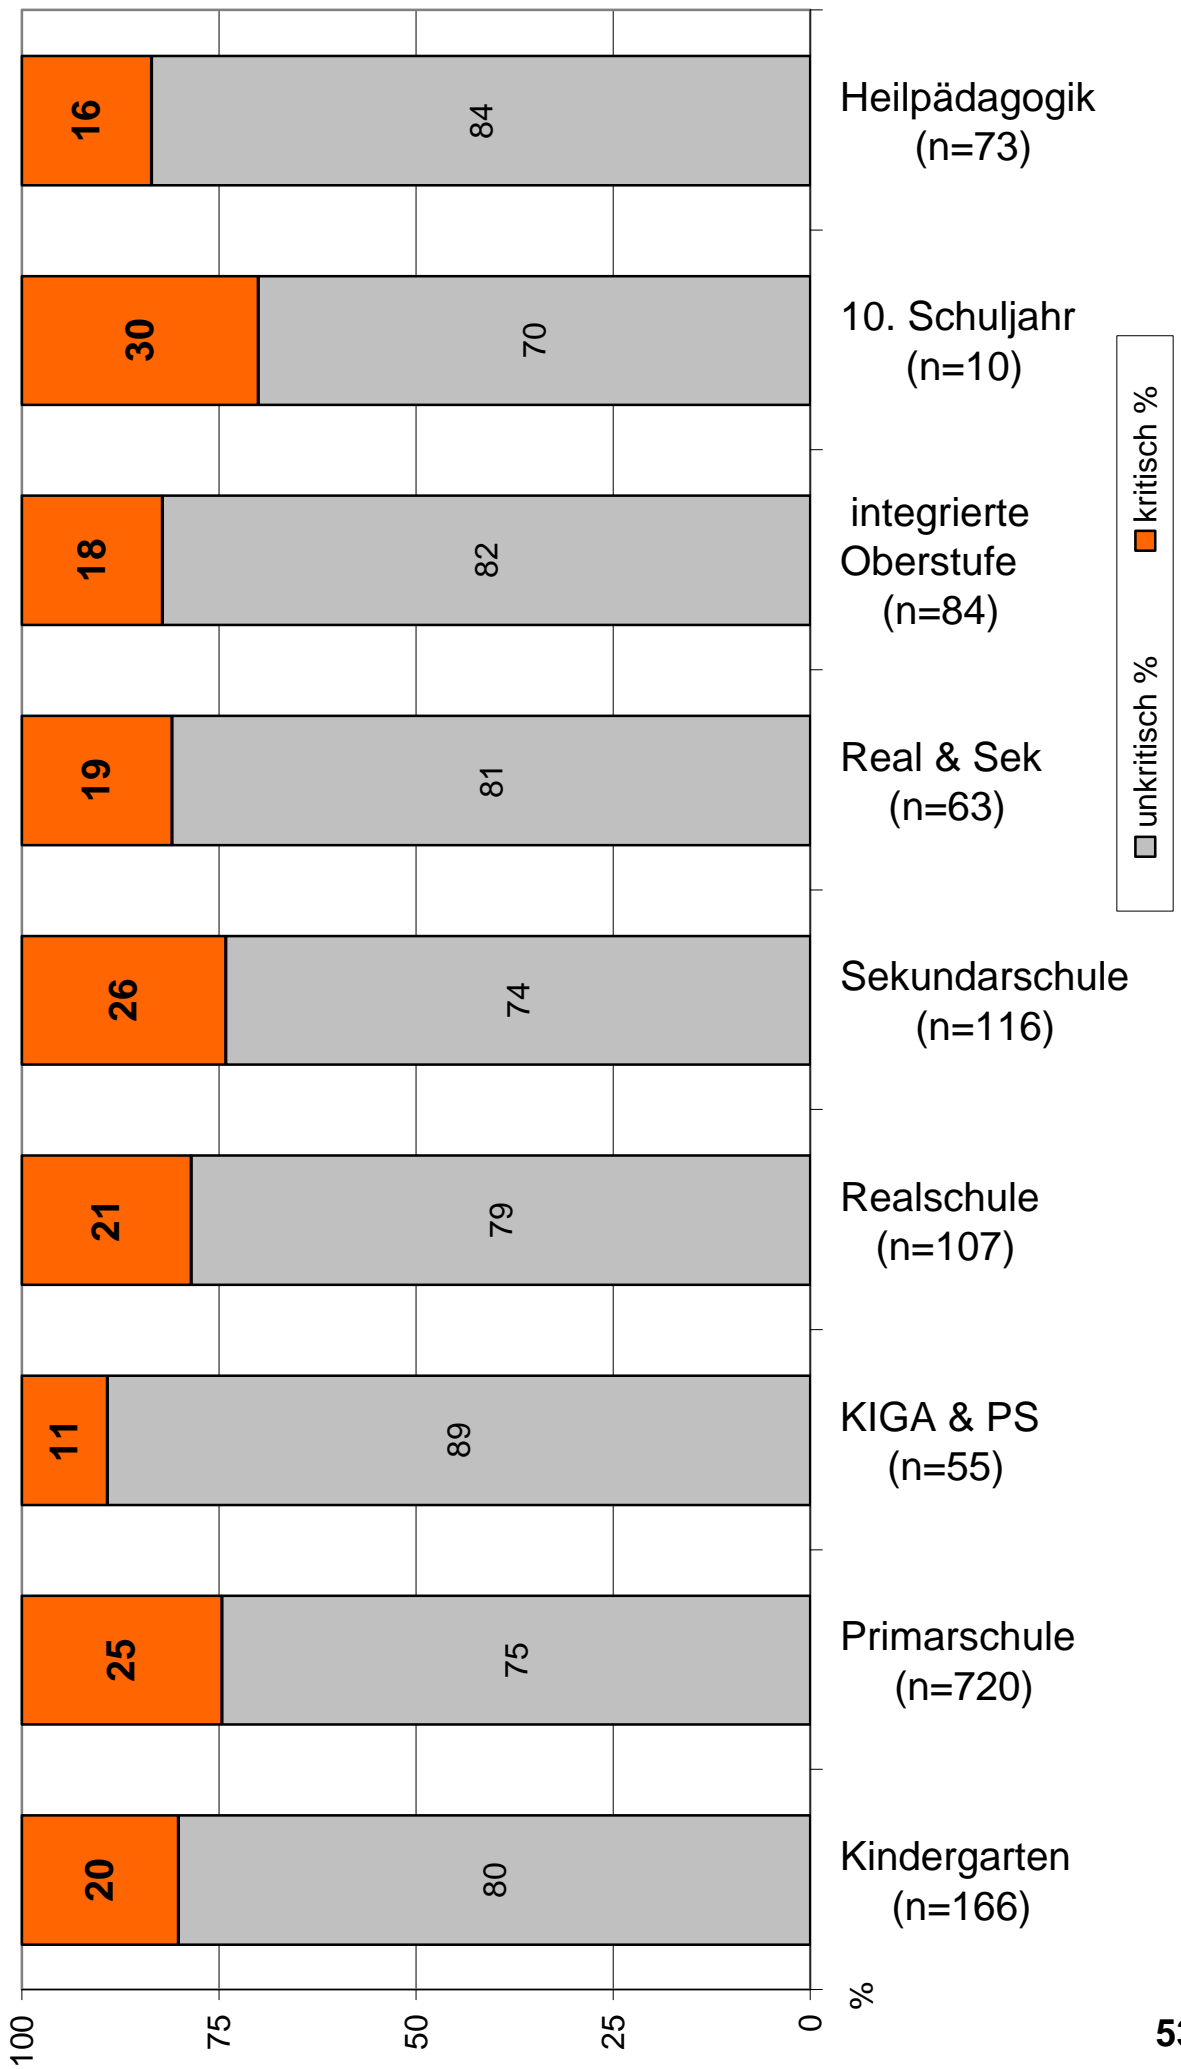 100
75
50
25
0
%
20
25
11
21
26
19
18
30
16
80
75
89
79
74
81
82
70
84
Kindergarten
(n=166)
Primarschule
(n=720)
KIGA & PS
(n=55)
Realschule
(n=107)
Sekundarschule
(n=116)
Real & Sek
(n=63)
integrierte
Oberstufe
(n=84)
10. Schuljahr
(n=10)
Heilpädagogik
(n=73)
unkritisch %
kritisch %